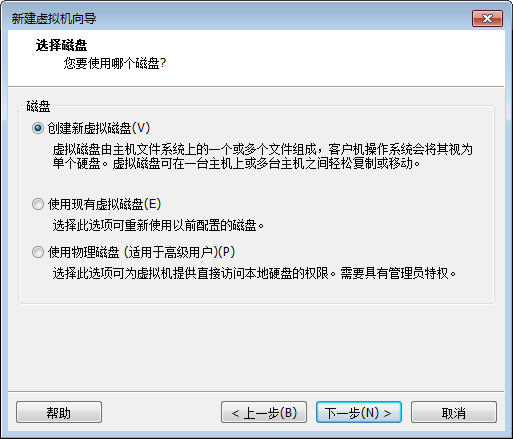 新建虚拟机向导
选择磁盘
您要使用哪个磁盘?
磁盘
创建新虚拟磁盘(V)
虚拟磁盘由主机文件系统上的一个或多个文件组成，客户机操作系统会将其视为
单个硬盘。虚拟磁盘可在一台主机上或多台主机之间轻松复制或移动。
使用现有虚拟磁盘(E)
选择此选项可重新使用以前配置的磁盘。
使用物理磁盘 (适用于高级用户)(P)
选择此选项可为虚拟机提供直接访问本地硬盘的权限。需要具有管理员特权。
帮助
< 上一步(B)
下一步(N) >
取消